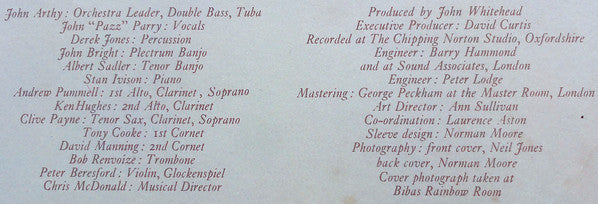 John Arthy : Orchestra Leader, Double Bass, Tuba
John "Pazz" Parry : Vocals
Derek Jones : Percussion
John Bright : Plectrum Banjo
Albert Sadler : Tenor Banjo
Stan Ivison : Piano
Andrew Pummell : 1st Alto, Clarinet , Soprano
Ken Hughes : 2nd Alto, Clarinet
Clive Payne : Tenor Sax, Clarinet, Soprano
Tony Cooke : 1st Cornet
David Manning : 2nd Cornet
Bob Renvoize : Trombone
Peter Beresford : Violin, Glockenspiel
Chris McDonald : Musical Director
Produced by John Whitehead
Executive Producer : David Curtis
Recorded at The Chipping Norton Studio, Oxfordshire
Engineer : Barry Hammond
and at Sound Associates, London
Engineer : Peter Lodge
Mastering : George Peckham at the Master Room, London
Art Director : Ann Sullivan
Co-ordination : Laurence Aston
Sleeve design : Norman Moore
Photography : front cover, Neil Jones
back cover, Norman Moore
Cover photograph taken at
Bibas Rainbow Room